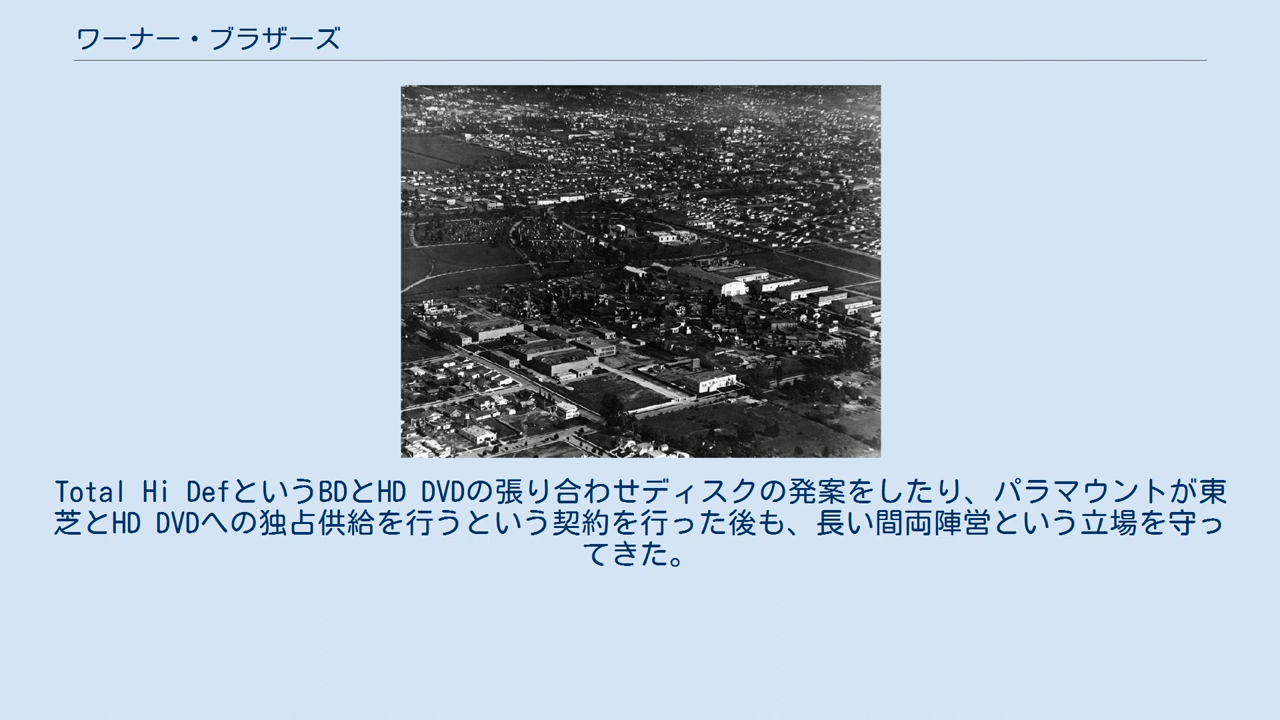 ワーナー・ブラザーズ
Total Hi DefというBDとHD DVDの張り合わせディスクの発案をしたり、パラマウントが東
芝とHD DVDへの独占供給を行うという契約を行った後も、長い間両陣営という立場を守っ
てきた。